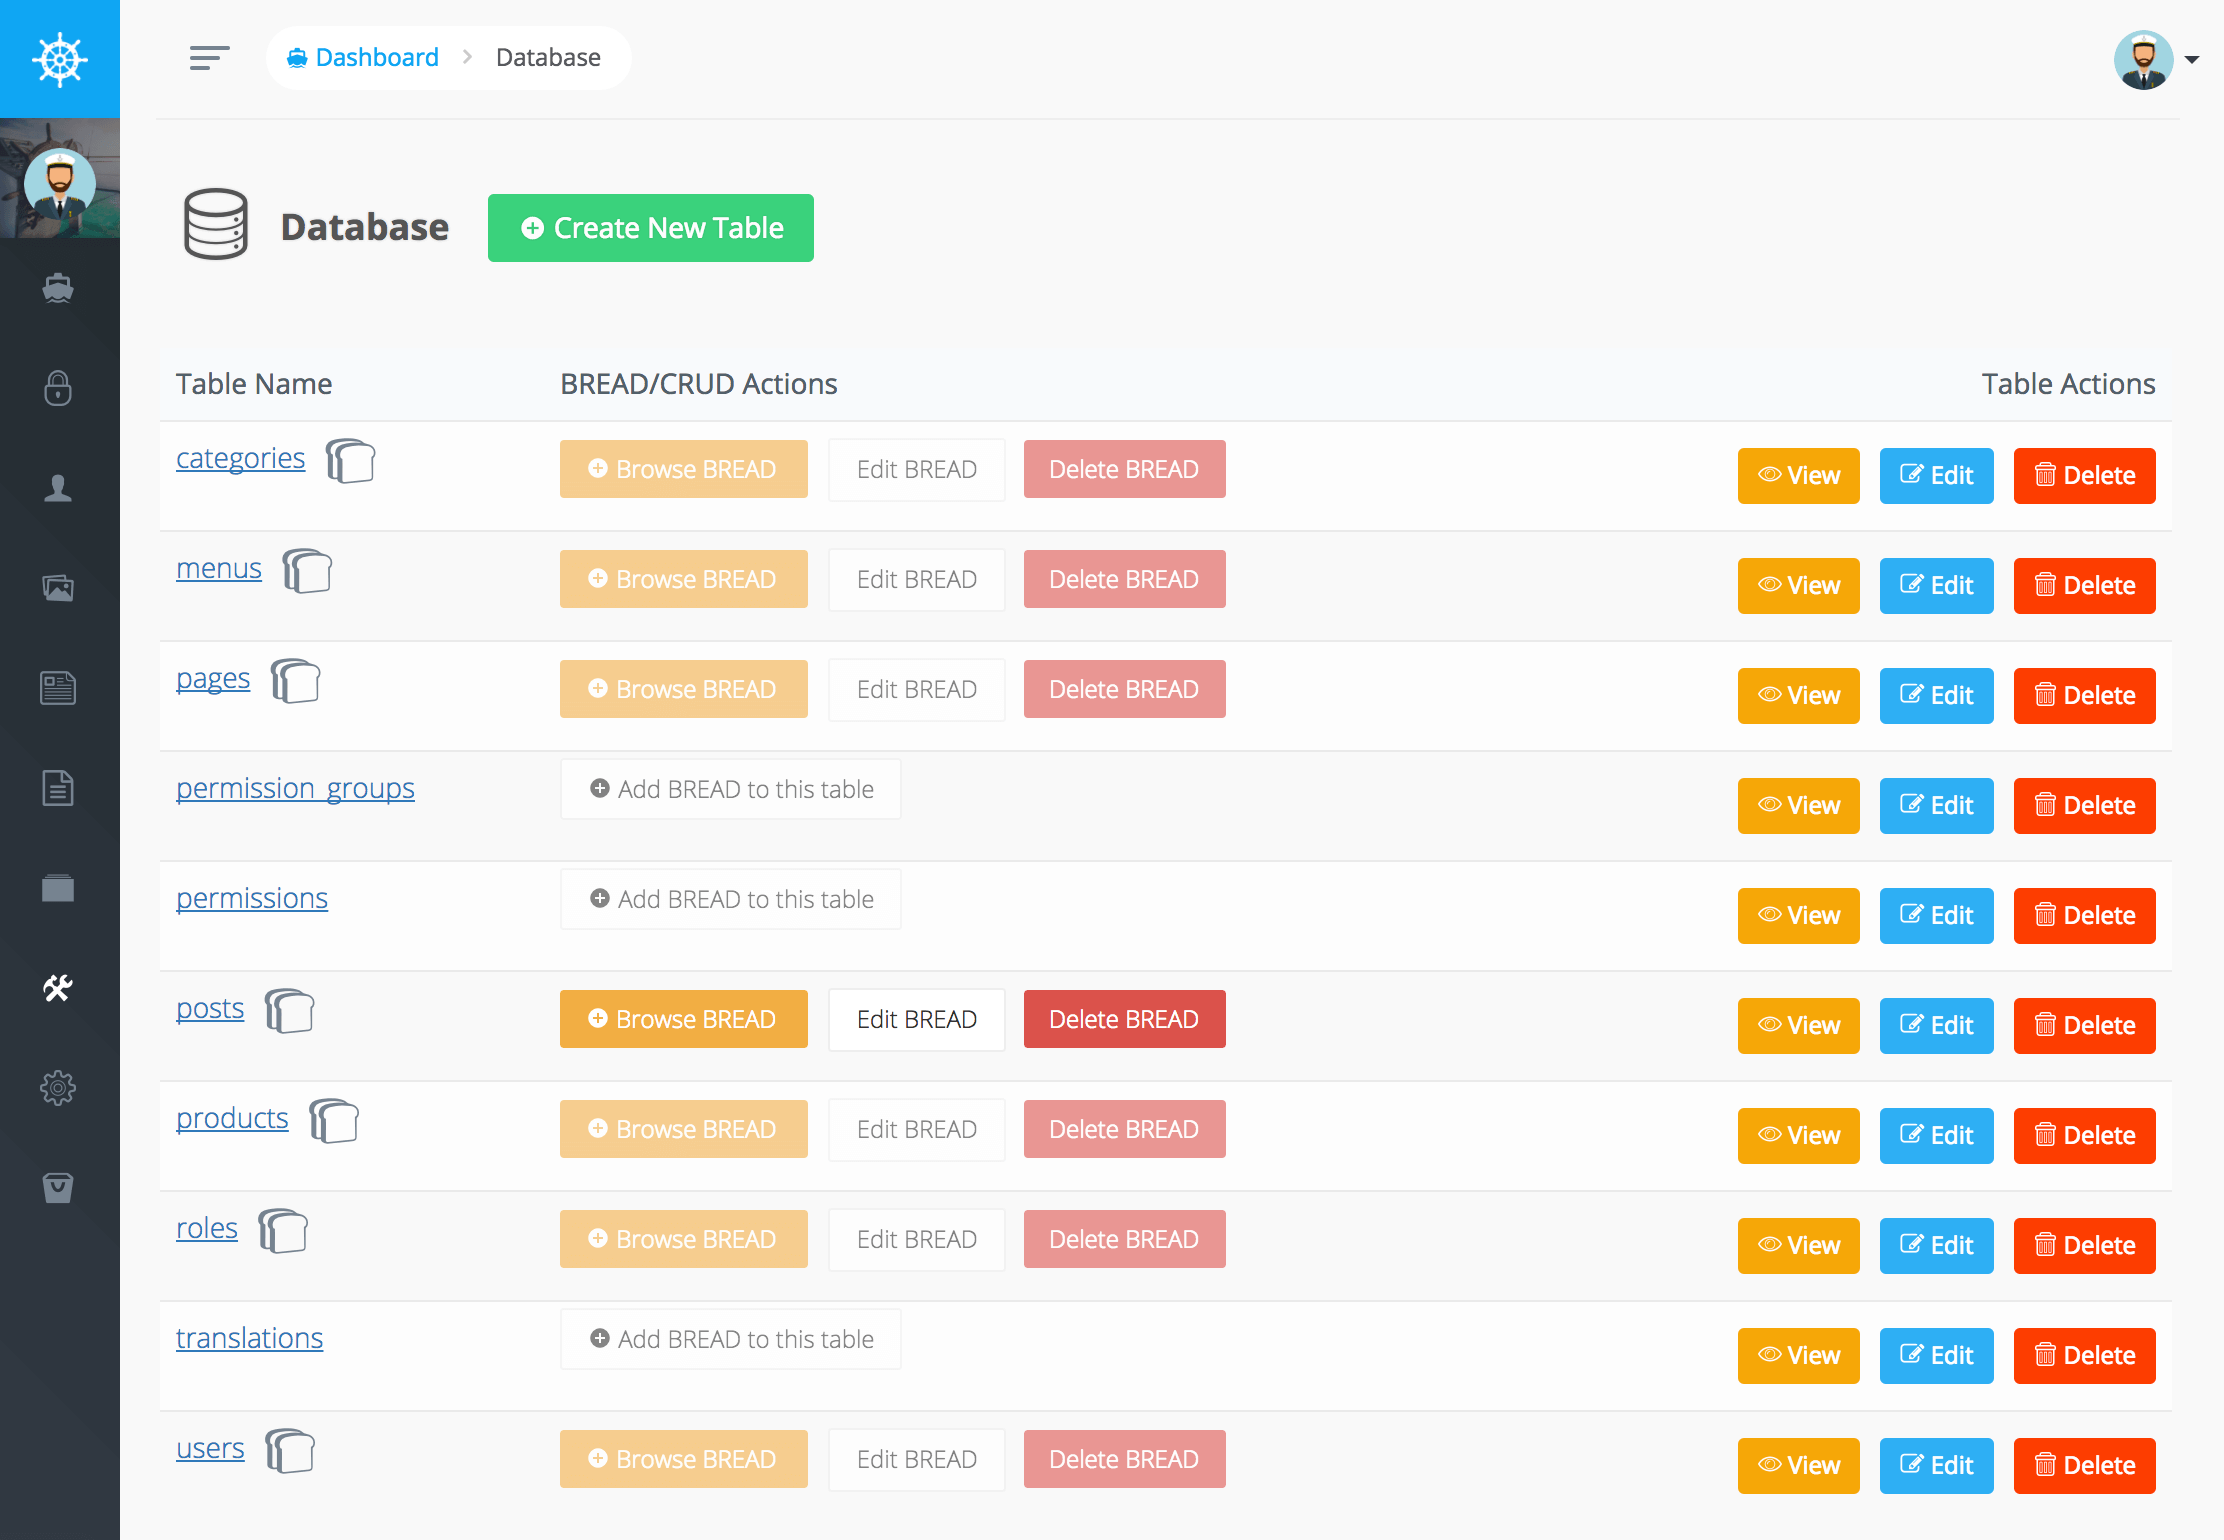 Dashboard > Database
Database Create New Table
Table Name BREAD/CRUD Actions Table Actions
categories Browse BREAD Edit BREAD Delete BREAD View Edit Delete
menus Browse BREAD Edit BREAD Delete BREAD View Edit Delete
pages Browse BREAD Edit BREAD Delete BREAD View Edit Delete
permission_groups Add BREAD to this table View Edit Delete
permissions Add BREAD to this table View Edit Delete
posts Browse BREAD Edit BREAD Delete BREAD View Edit Delete
products Browse BREAD Edit BREAD Delete BREAD View Edit Delete
roles Browse BREAD Edit BREAD Delete BREAD View Edit Delete
translations Add BREAD to this table View Edit Delete
users Browse BREAD Edit BREAD Delete BREAD View Edit Delete